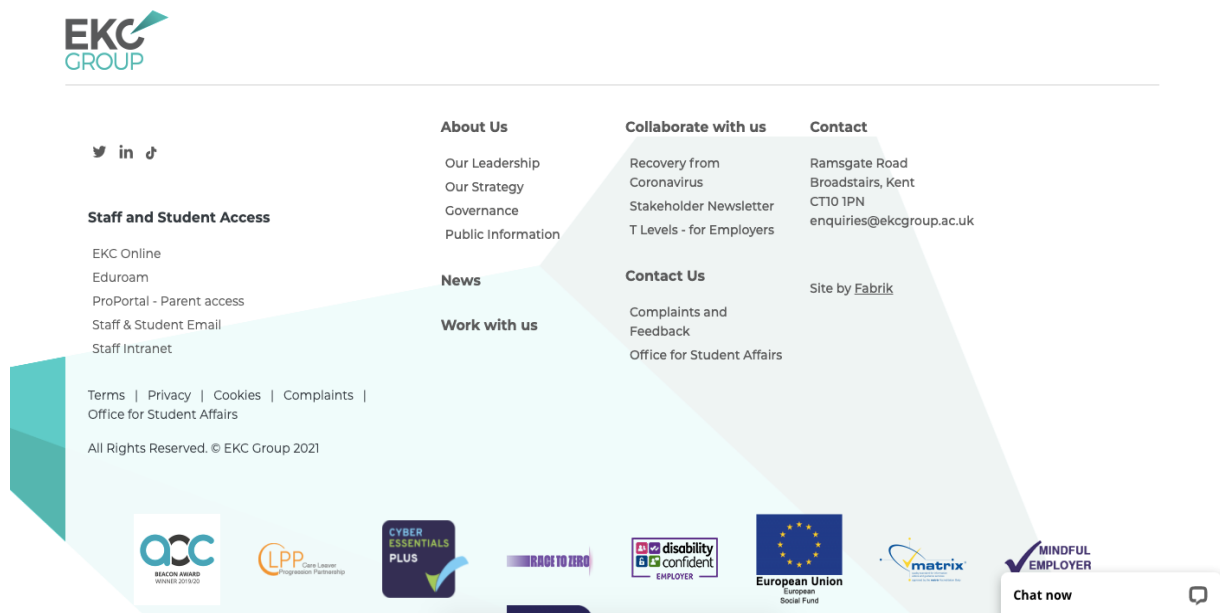 EKC
GROUP
Staff and Student Access
EKC Online
Eduroam
ProPortal - Parent access
Staff & Student Email
Staff Intranet
Terms | Privacy | Cookies | Complaints |
Office for Student Affairs
All Rights Reserved. © EKC Group 2021
About Us
Our Leadership
Our Strategy
Governance
Public Information
News
Work with us
Collaborate with us
Recovery from
Coronavirus
Stakeholder Newsletter
T Levels - for Employers
Contact Us
Complaints and
Feedback
Office for Student Affairs
Contact
Ramsgate Road
Broadstairs, Kent
CT10 1PN
enquiries@ekcgroup.ac.uk
Site by Fabrik
aoc
BEACON AWARD
WINNER 2019/20
LPP Care Leaver
Progression Partnership
CYBER
ESSENTIALS
PLUS
RACE TO ZERO
disability
confident
EMPLOYER
European Union
European
Social Fund
matrix
MINDFUL
EMPLOYER
Chat now